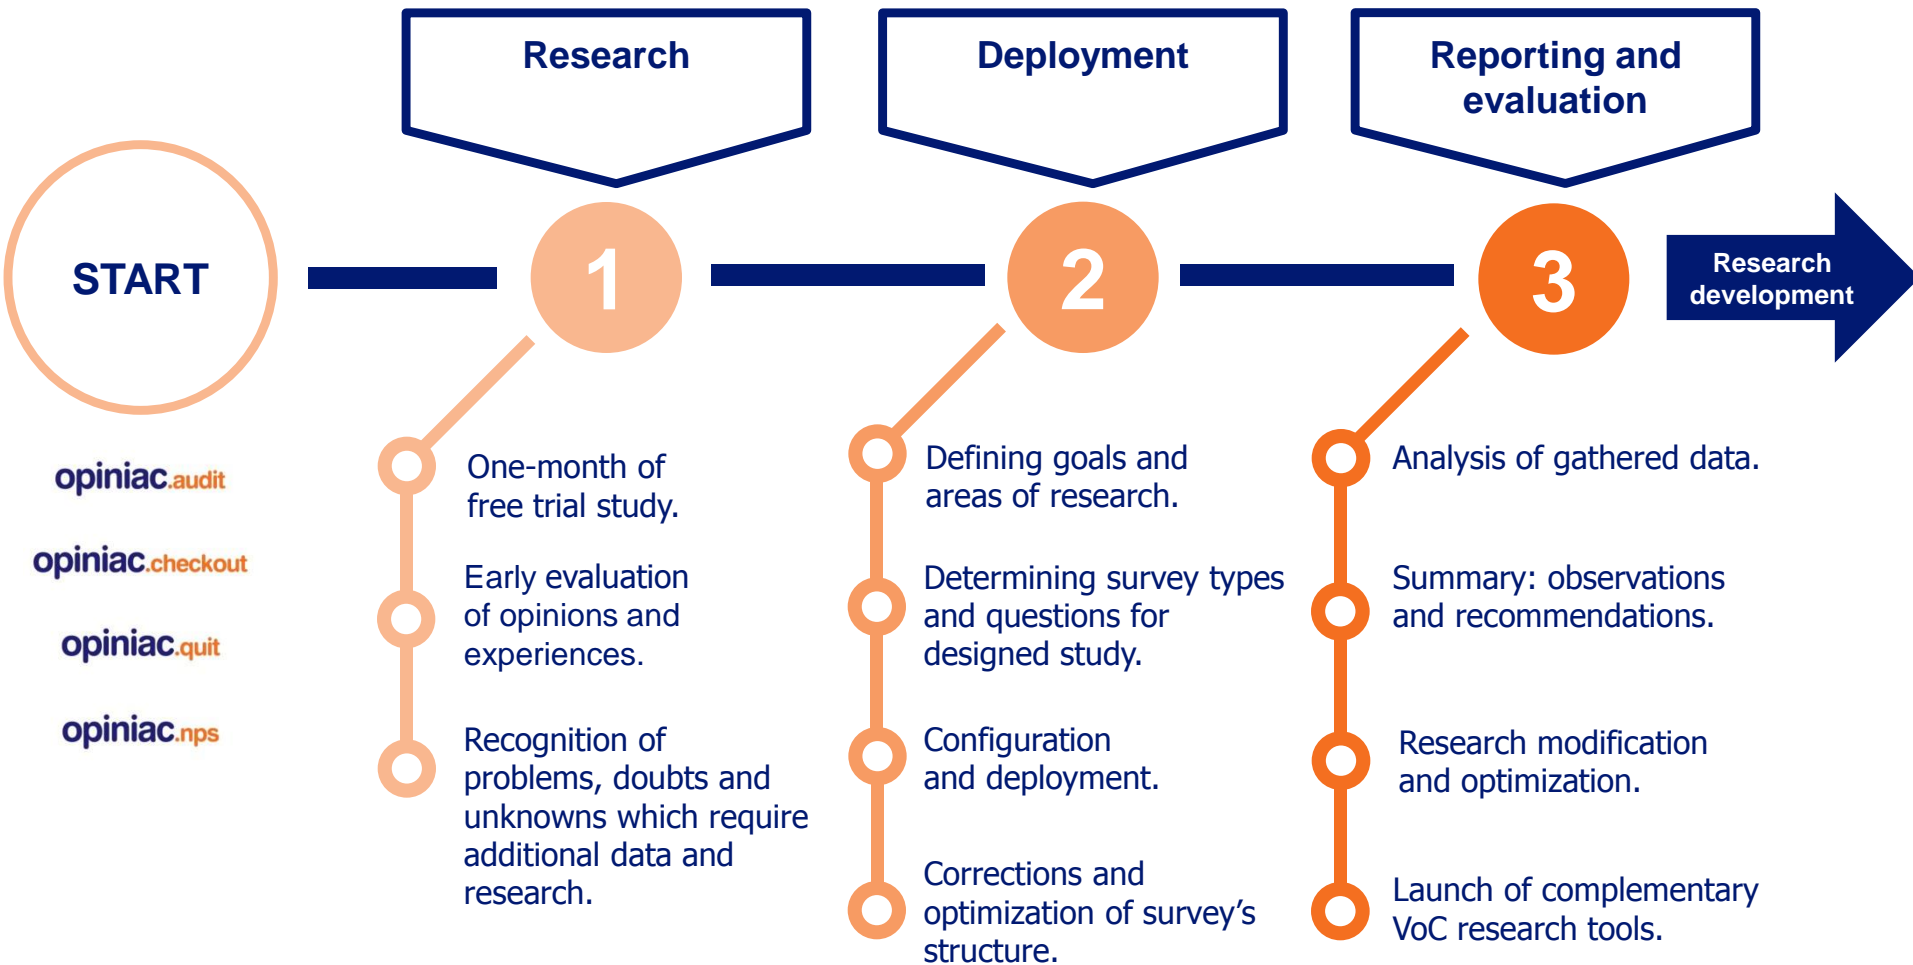 Research
Deployment
Reporting and
evaluation
START
1
2
3
Research
development
opiniac.audit
opiniac.checkout
opiniac.quit
opiniac.nps
One-month of
free trial study.
Early evaluation
of opinions and
experiences.
Recognition of
problems, doubts and
unknowns which require
additional data and
research.
Defining goals and
areas of research.
Determining survey types
and questions for
designed study.
Configuration
and deployment.
Corrections and
optimization of survey’s
structure.
Analysis of gathered data.
Summary: observations
and recommendations.
Research modification
and optimization.
Launch of complementary
VoC research tools.